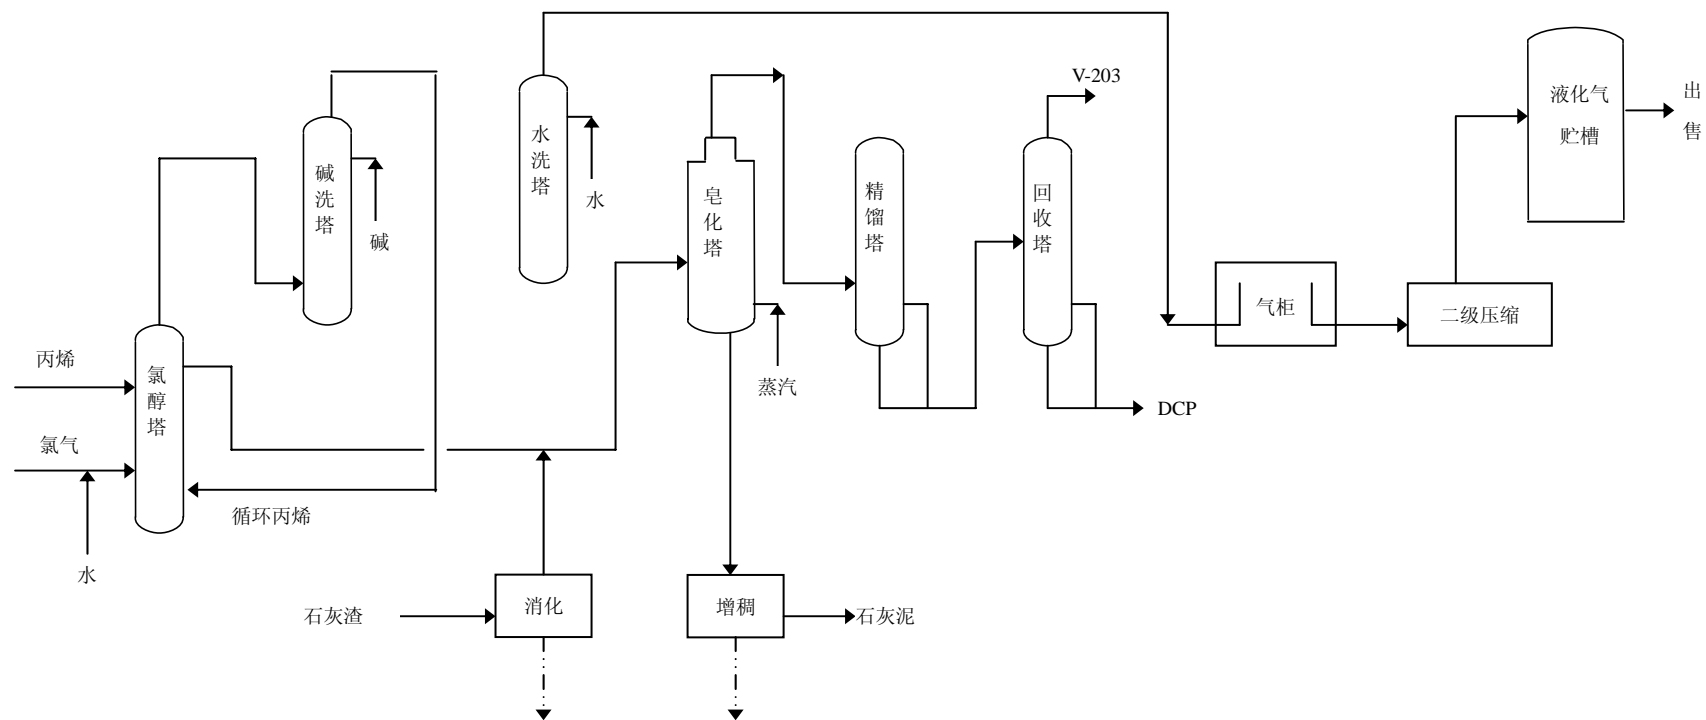 V-203
液化气
贮槽
出
售
水洗塔
碱洗塔
皂化塔
精馏塔
回收塔
水
碱
气柜
二级压缩
丙烯
氯醇塔
蒸汽
DCP
氯气
循环丙烯
水
石灰渣
消化
增稠
石灰泥